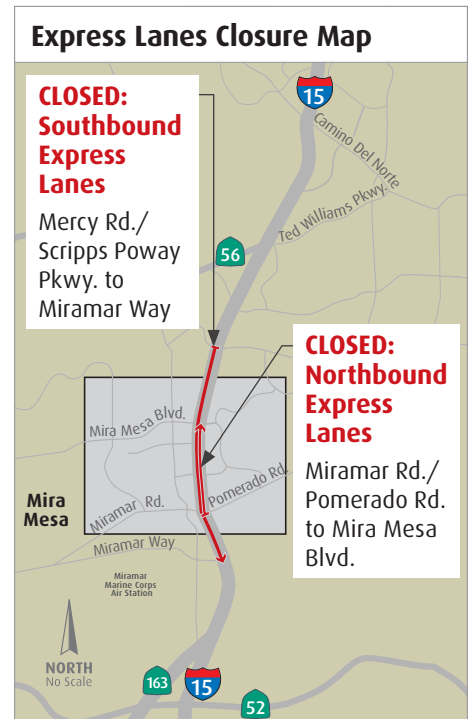 Express Lanes Closure Map
CLOSED:
Southbound
Express
Lanes
Mercy Rd./
Scripps Poway
Pkwy. to
Miramar Way
15
Camino Del Norte
Ted Williams Pkwy.
56
CLOSED:
Northbound
Express
Lanes
Miramar Rd./
Pomerado Rd.
to Mira Mesa
Blvd.
Mira Mesa Blvd.
Pomerado Rd.
Mira
Mesa
Miramar Rd.
Miramar Way
Miramar
Marine Corps
Air Station
NORTH
No Scale
163
15
52